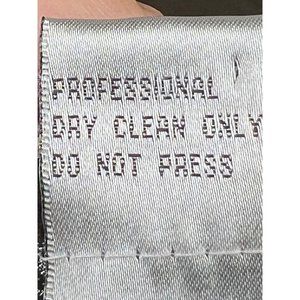 PROFESSIONAL
DRY CLEAN ONLY
DO NOT PRESS